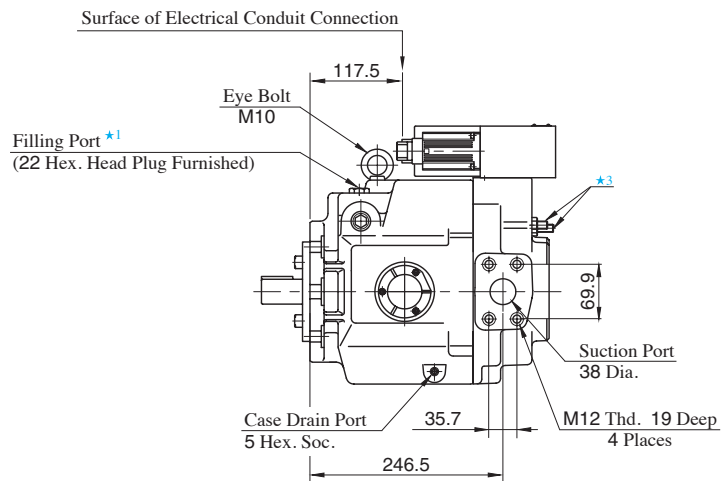 Surface of Electrical Conduit Connection
117.5
Eye Bolt
M10
Filling Port ★1
(22 Hex. Head Plug Furnished)
★3
69.9
Suction Port
38 Dia.
Case Drain Port
5 Hex. Soc.
35.7
M12 Thd. 19 Deep
4 Places
246.5